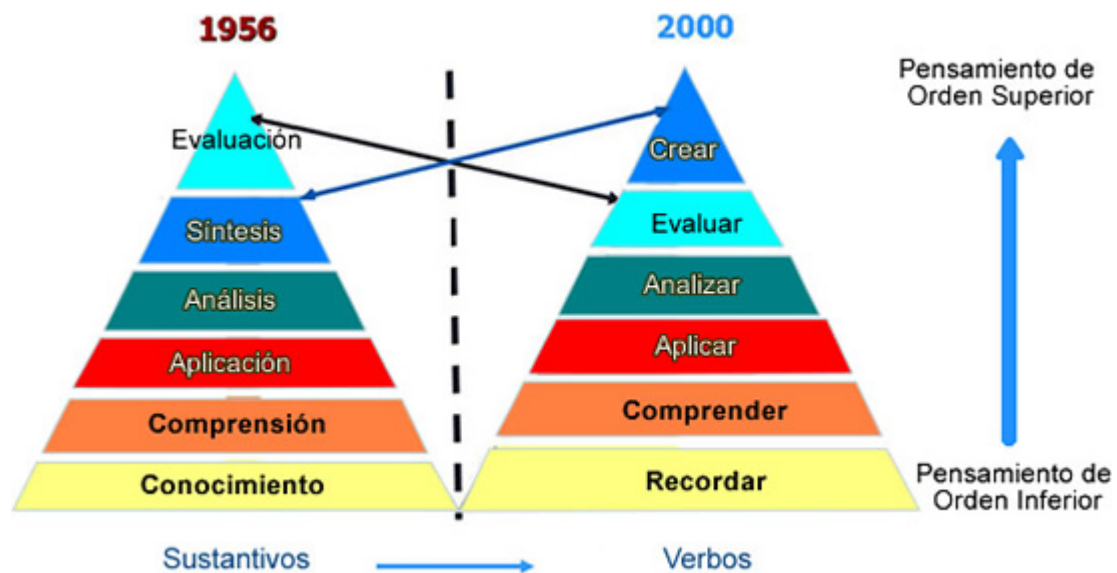 1956
Evaluación
Síntesis
Análisis
Aplicación
Comprensión
Conocimiento
Sustantivos
2000
Crear
Evaluar
Analizar
Aplicar
Comprender
Recordar
Verbos
Pensamiento de
Orden Superior
Pensamiento de
Orden Inferior